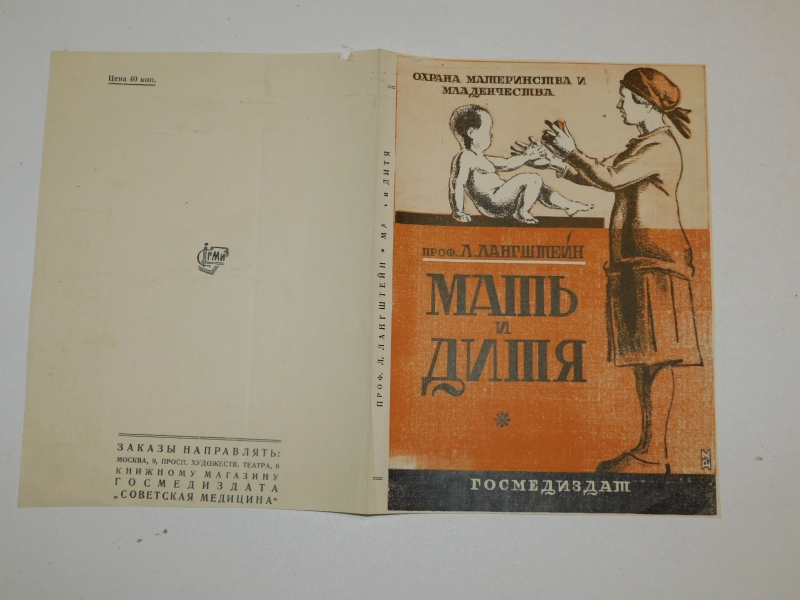 Цена 40 коп.
ГМИ
ЗАКАЗЫ НАПРАВЛЯТЬ:
МОСКВА, 9, ПРОСП. ХУДОЖЕСТВ. ТЕАТРА, 6
КНИЖНОМУ МАГАЗИНУ
ГОСМЕДИЗДАТА
„СОВЕТСКАЯ МЕДИЦИНА"
ПРОФ. Л. ЛАНГШТЕЙН * МА и ДИТЯ
ОХРАНА МАТЕРИНСТВА И
МЛАДЕНЧЕСТВА
ПРОФ. Л. ЛАНГШТЕЙН
МАТЬ
И
ДИТЯ
ГОСМЕДИЗДАТ